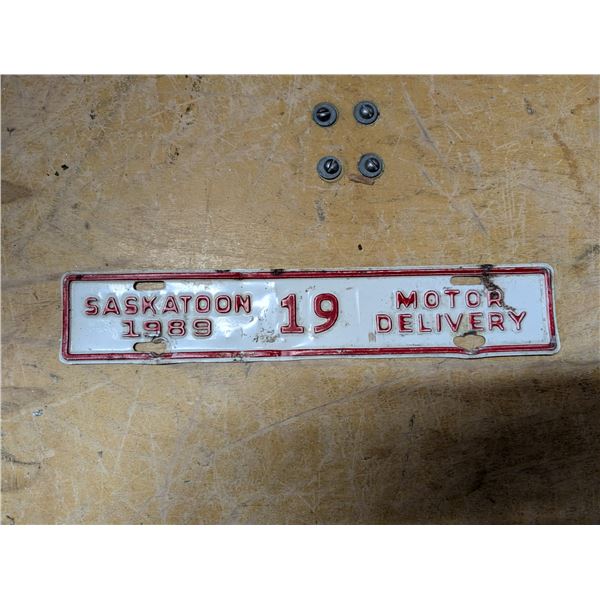 SASKATOON
1989
19
MOTOR
DELIVERY